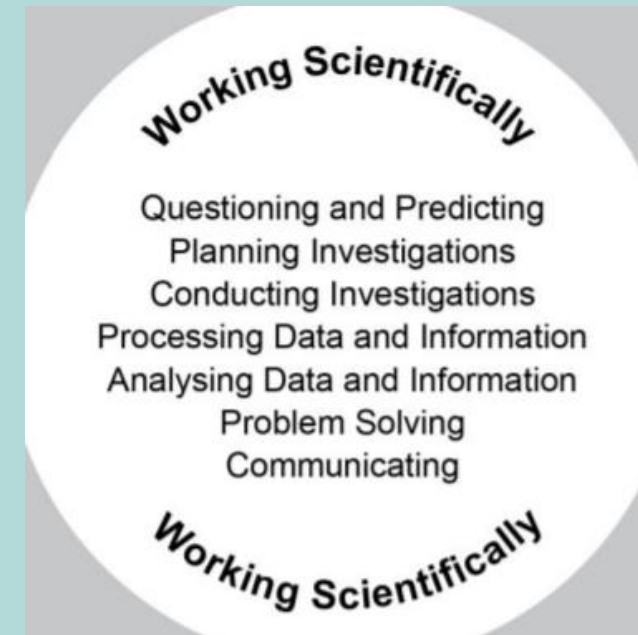 Working Scientifically
Questioning and Predicting
Planning Investigations
Conducting Investigations
Processing Data and Information
Analysing Data and Information
Problem Solving
Communicating
Working Scientifically